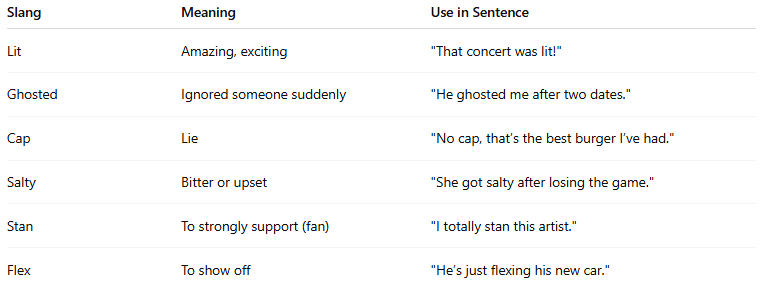 Slang Meaning Use in Sentence
Lit Amazing, exciting "That concert was lit!"
Ghosted Ignored someone suddenly "He ghosted me after two dates."
Cap Lie "No cap, that's the best burger I've had."
Salty Bitter or upset "She got salty after losing the game."
Stan To strongly support (fan) "I totally stan this artist."
Flex To show off "He's just flexing his new car."